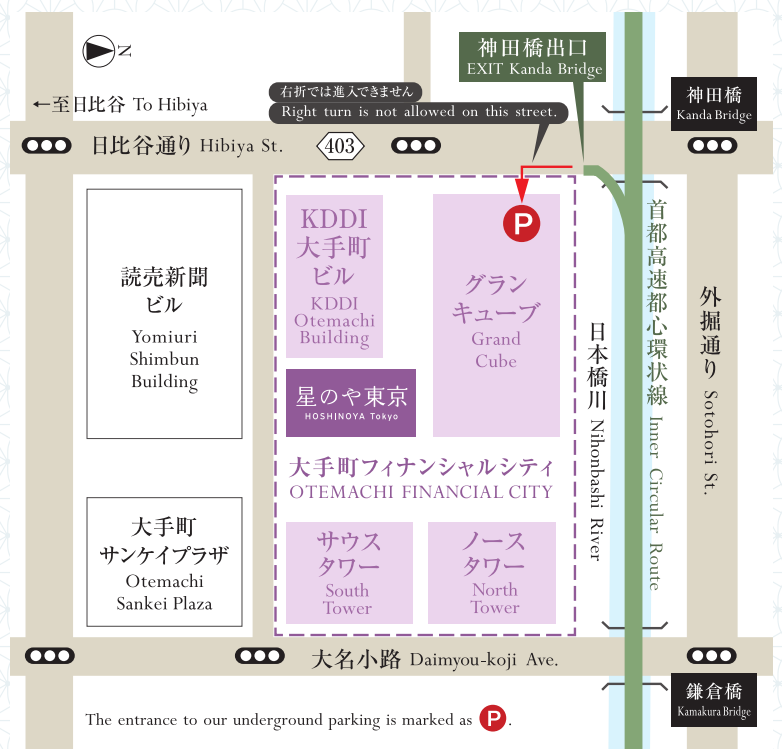 N
神田橋出口
EXIT Kanda Bridge
←至日比谷 To Hibiya
右折では進入できません
Right turn is not allowed on this street.
神田橋
Kanda Bridge
日比谷通り Hibiya St.
403
P
KDDI
大手町
ビル
KDDI
Otemachi
Building
グラン
キューブ
Grand
Cube
読売新聞
ビル
Yomiuri
Shimbun
Building
星のや東京
HOSHINOYA Tokyo
大手町フィナンシャルシティ
OTEMACHI FINANCIAL CITY
日本橋川 Nihonbashi River
首都高速都心環状線 Inner Circular Route
外掘通り Sotohori St.
大手町
サンケイプラザ
Otemachi
Sankei Plaza
サウス
タワー
South
Tower
ノース
タワー
North
Tower
大名小路 Daimyou-koji Ave.
鎌倉橋
Kamakura Bridge
The entrance to our underground parking is marked as P.